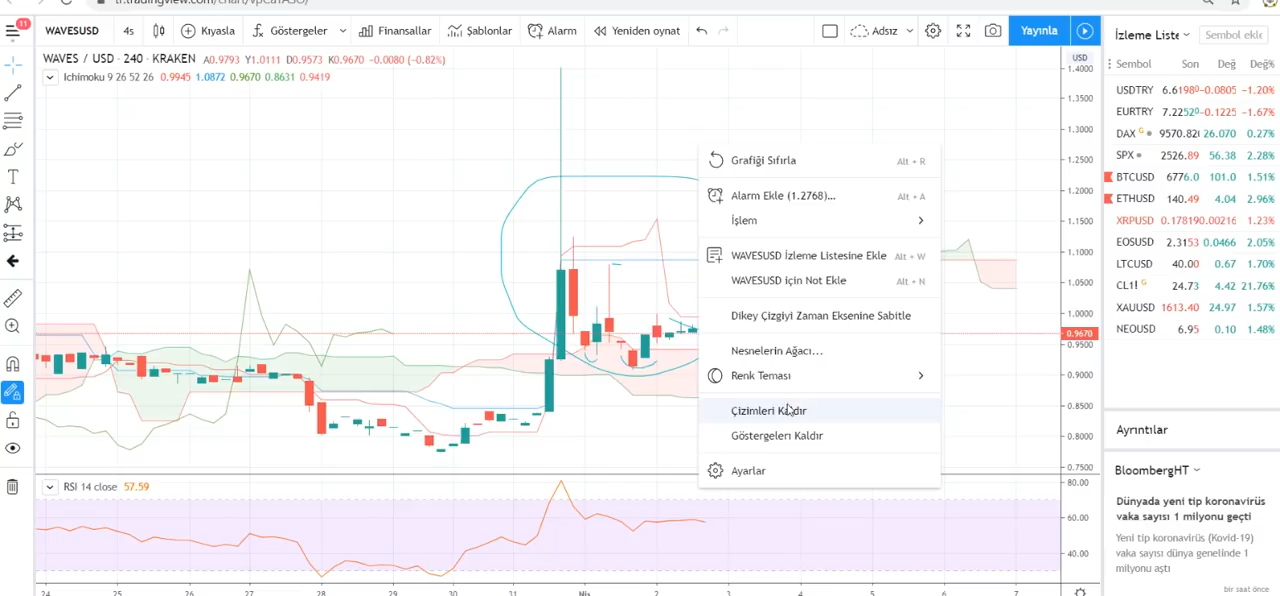 11
WAVESUSD 4s Kıyasla Göstergeler Finansallar Şablonlar Alarm Yeniden oynat Adsız Yayınla
WAVES / USD - 240 - KRAKEN A0.9793 Y1.0111 D0.9573 K0.9670 -0.0080 (-0.82%)
Ichimoku 9 26 52 26 0.9945 1.0872 0.9670 0.8631 0.9419
USD
1.4000
1.3500
1.3000
1.2500
1.2000
1.1500
1.1000
1.0500
1.0000
0.9670
0.9500
0.9000
0.8500
0.8000
0.7500
Grafiği Sıfırla Alt + R
Alarm Ekle (1.2768)... Alt + A
İşlem
WAVESUSD İzleme Listesine Ekle Alt + W
WAVESUSD için Not Ekle Alt + N
Dikey Çizgiyi Zaman Eksenine Sabitle
Nesnelerin Ağacı...
Renk Teması
Çizimleri Kaldır
Göstergeleri Kaldır
Ayarlar
RSI 14 close 57.59
80.00
60.00
40.00
24 25 26 27 28 29 30 31 Nis 2 3 4 5 6 7
İzleme Liste Sembol ekle
Sembol Son Değ Değ%
USDTRY 6.6198 -0.0805 -1.20%
EURTRY 7.2252 -0.1225 -1.67%
DAX 9570.82 26.070 0.27%
SPX 2526.89 56.38 2.28%
BTCUSD 6776.0 101.0 1.51%
ETHUSD 140.49 4.04 2.96%
XRPUSD 0.17819 0.00216 1.23%
EOSUSD 2.3153 0.0466 2.05%
LTCUSD 40.00 0.67 1.70%
CL1! 24.73 4.42 21.76%
XAUUSD 1613.40 24.97 1.57%
NEOUSD 6.95 0.10 1.48%
Ayrıntılar
BloombergHT
Dünyada yeni tip koronavirüs
vaka sayısı 1 milyonu geçti
Yeni tip koronavirüs (Kovid-19)
vaka sayısı dünya genelinde 1
milyonu aştı
bir saat önce